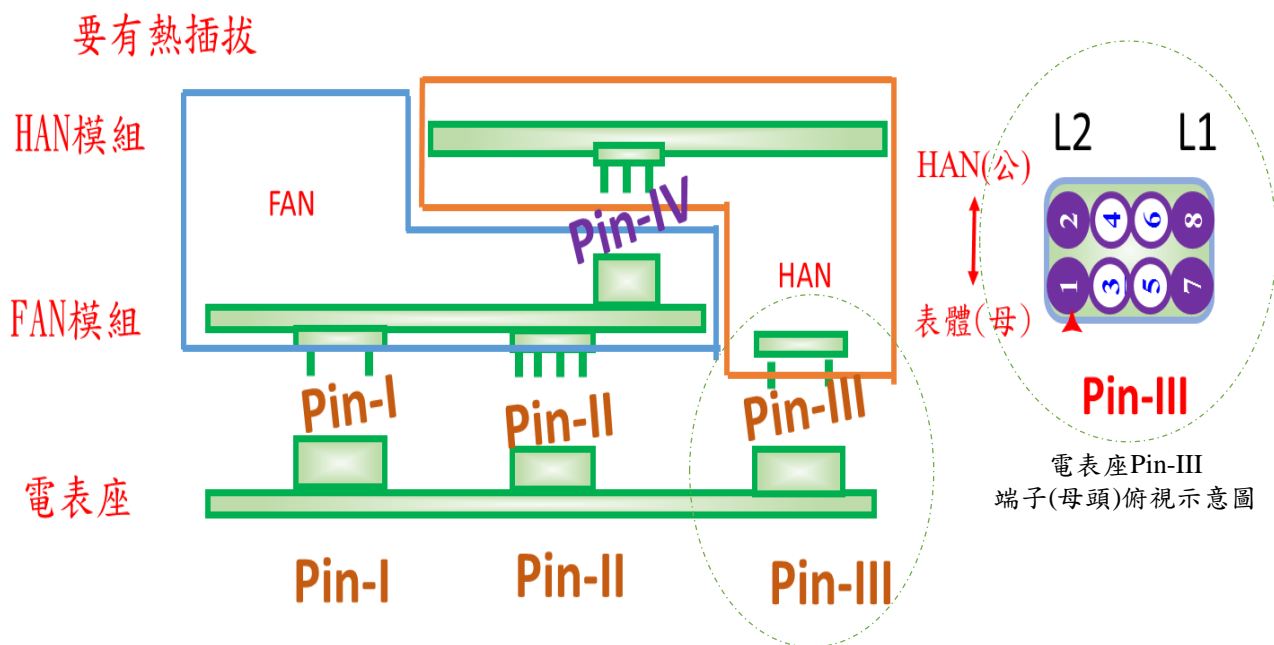 要有熱插拔
HAN模組
FAN
Pin-IV
HAN
FAN模組
Pin-I
Pin-II
Pin-III
電表座
Pin-I
Pin-II
Pin-III
L2
L1
HAN(公)
表體(母)
2 4 6 8
1 3 5 7
Pin-III
電表座Pin-III
端子(母頭)俯視示意圖